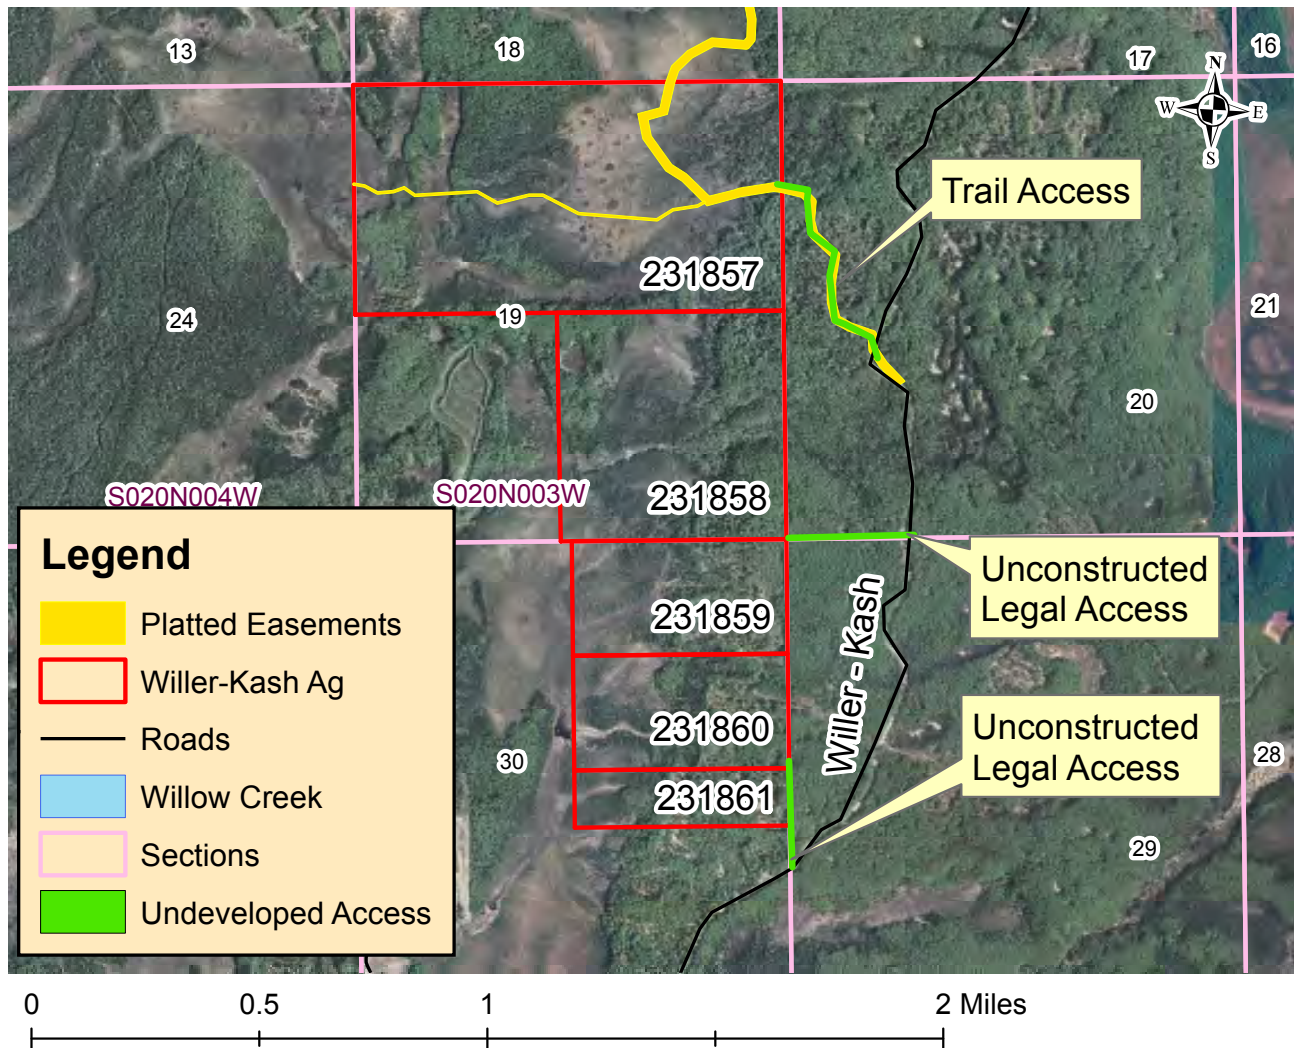 13
18
17
16
N
W
E
S
Trail Access
231857
24
19
21
20
S020N004W
S020N003W
231858
Legend
Platted Easements
Willer-Kash Ag
Roads
Willow Creek
Sections
Undeveloped Access
Unconstructed
Legal Access
231859
Willer - Kash
231860
Unconstructed
Legal Access
30
28
231861
29
0
0.5
1
2 Miles